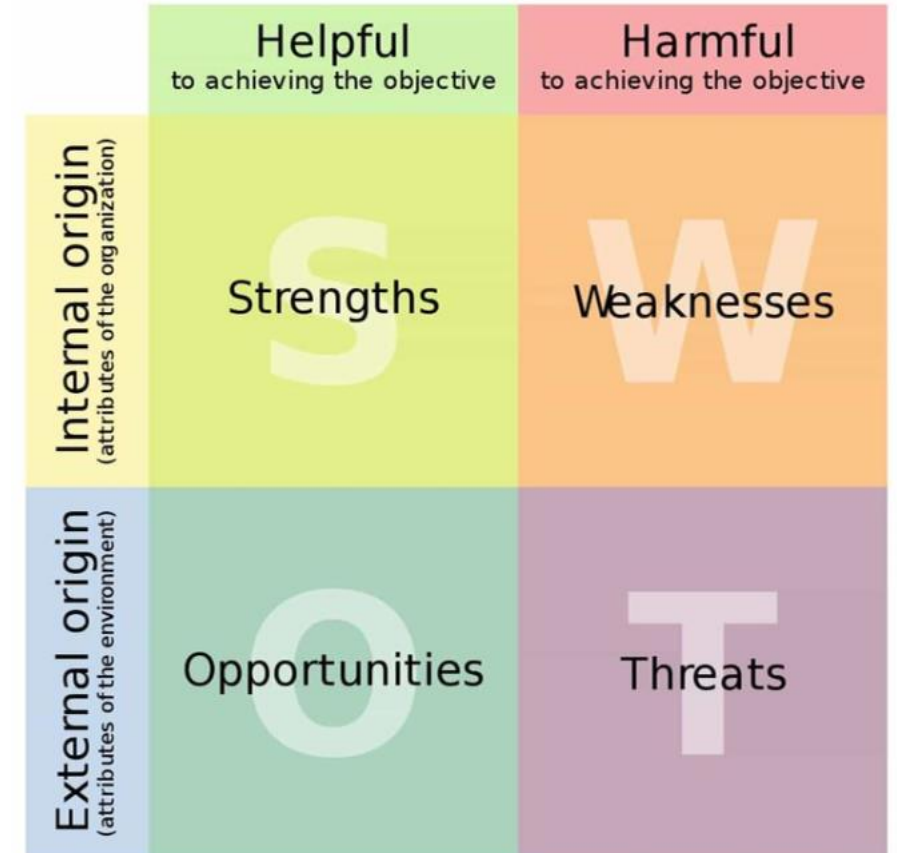 Helpful
to achieving the objective
Harmful
to achieving the objective
Internal origin
(attributes of the organization)
S
Strengths
W
Weaknesses
External origin
(attributes of the environment)
O
Opportunities
T
Threats